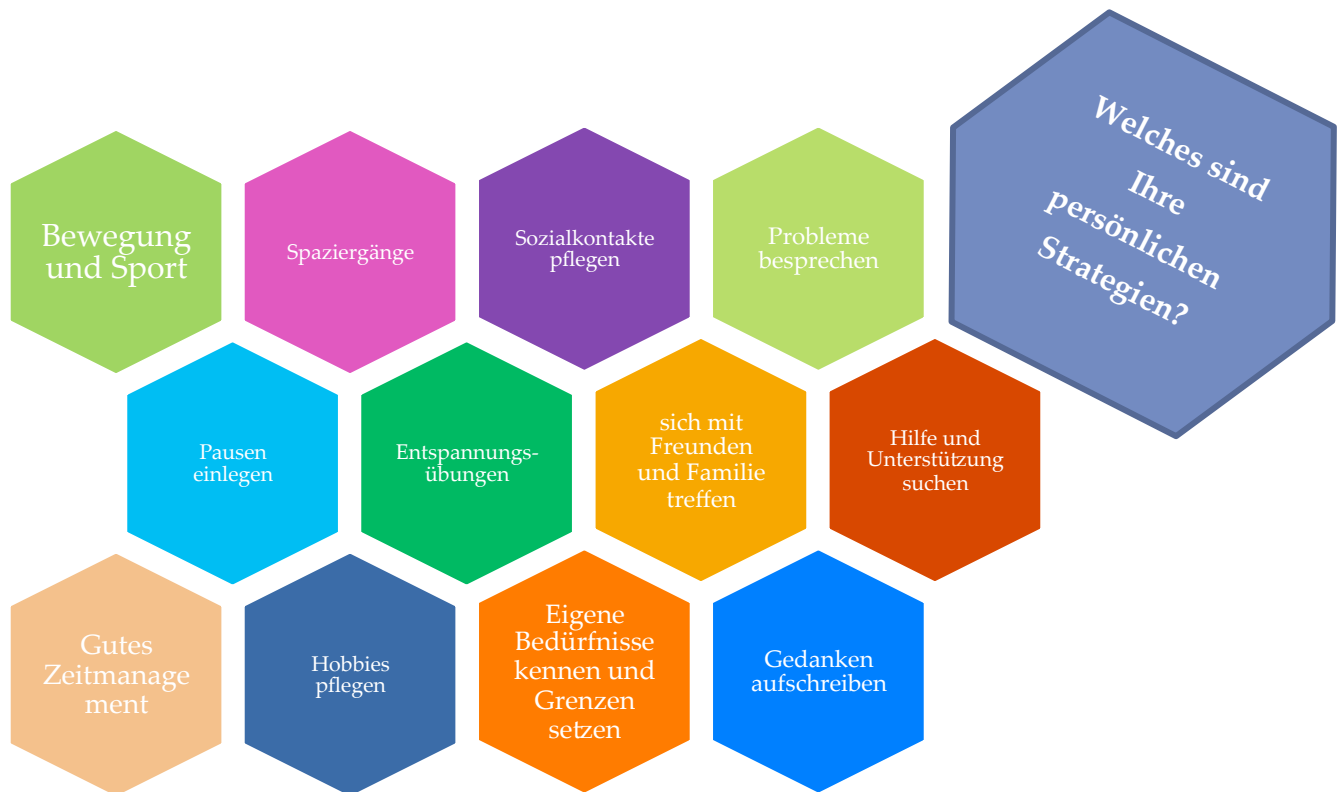 Bewegung
und Sport
Spaziergänge
Sozialkontakte
pflegen
Probleme
besprechen
Welches sind
Ihre
persönlichen
Strategien?
Pausen
einlegen
Entspannungs-
übungen
sich mit
Freunden
und Familie
treffen
Hilfe und
Unterstützung
suchen
Gutes
Zeitmanage
ment
Hobbies
pflegen
Eigene
Bedürfnisse
kennen und
Grenzen
setzen
Gedanken
aufschreiben